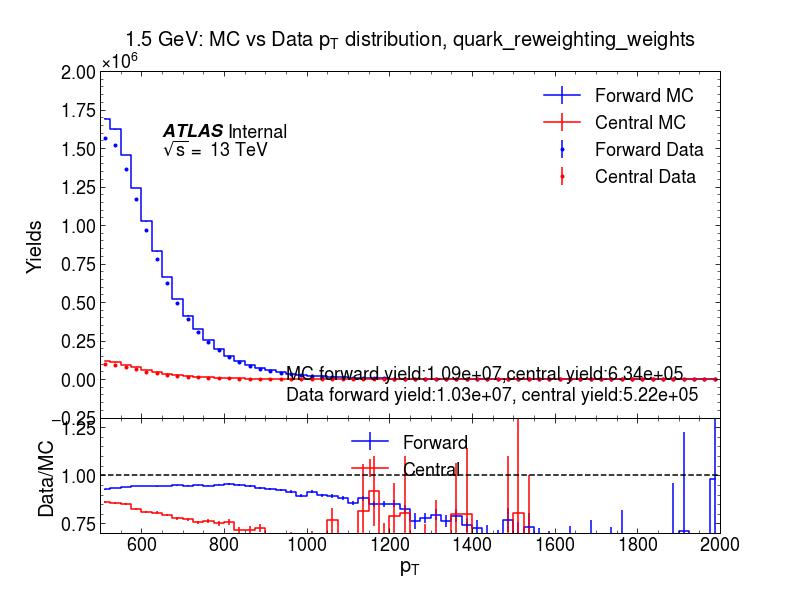 1.5 GeV: MC vs Data pT distribution, quark_reweighting_weights
×10⁶
2.00
1.75
1.50
1.25
1.00
0.75
0.50
0.25
0.00
−0.25
Yields
ATLAS Internal
√s = 13 TeV
Forward MC
Central MC
Forward Data
Central Data
MC forward yield:1.09e+07,central yield:6.34e+05
Data forward yield:1.03e+07, central yield:5.22e+05
1.25
1.00
0.75
Data/MC
Forward
Central
600 800 1000 1200 1400 1600 1800 2000
pT